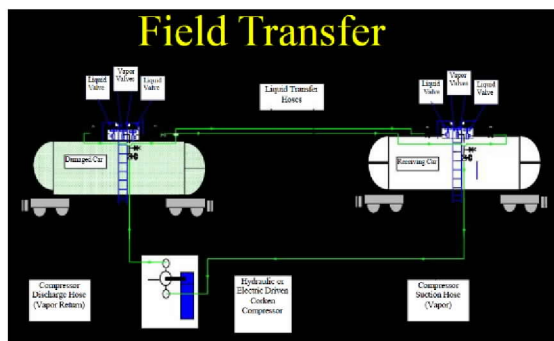 Field Transfer
Liquid
Valve
Vapor
Valves
Liquid
Valve
Liquid Transfer
Hoses
Liquid
Valve
Vapor
Valves
Liquid
Valve
Damaged Car
Receiving Car
Compressor
Discharge Hose
(Vapor Return)
Hydraulic or
Electric Driven
Corken
Compressor
Compressor
Suction Hose
(Vapor)